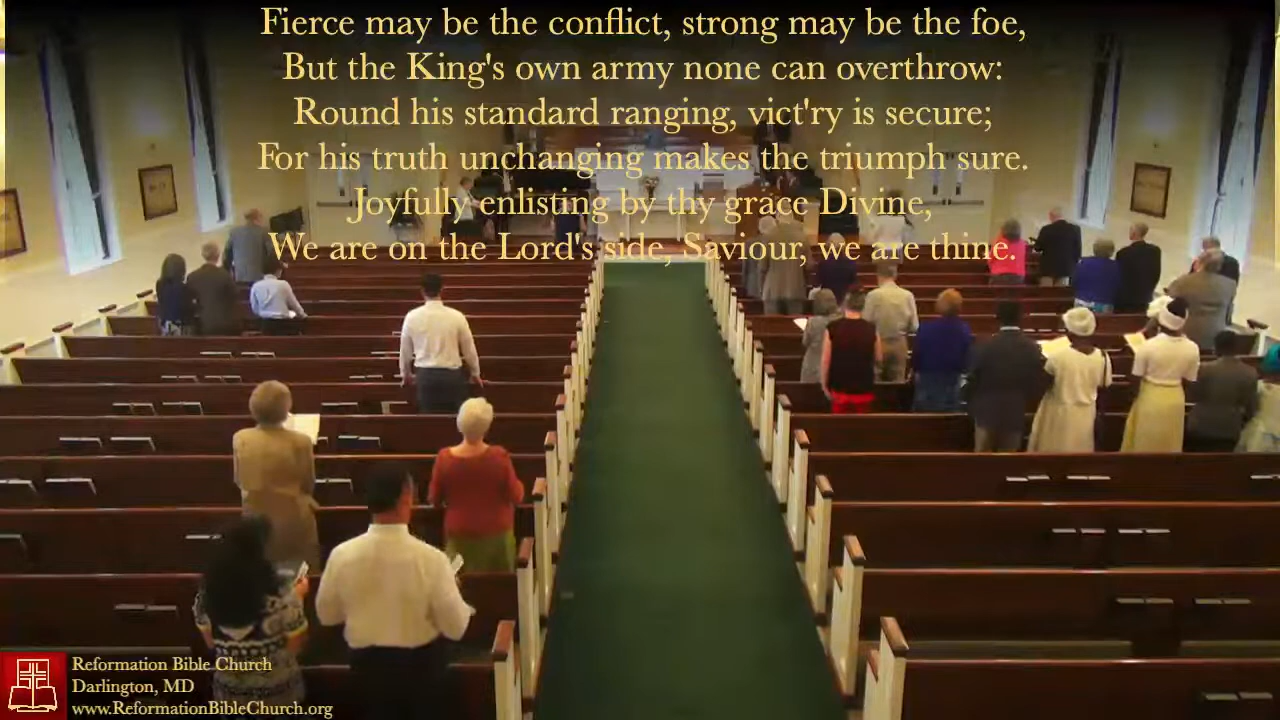 Fierce may be the conflict, strong may be the foe,
But the King's own army none can overthrow:
Round his standard ranging, vict'ry is secure;
For his truth unchanging makes the triumph sure.
Joyfully enlisting by thy grace Divine,
We are on the Lord's side, Saviour, we are thine.
Reformation Bible Church
Darlington, MD
www.ReformationBibleChurch.org